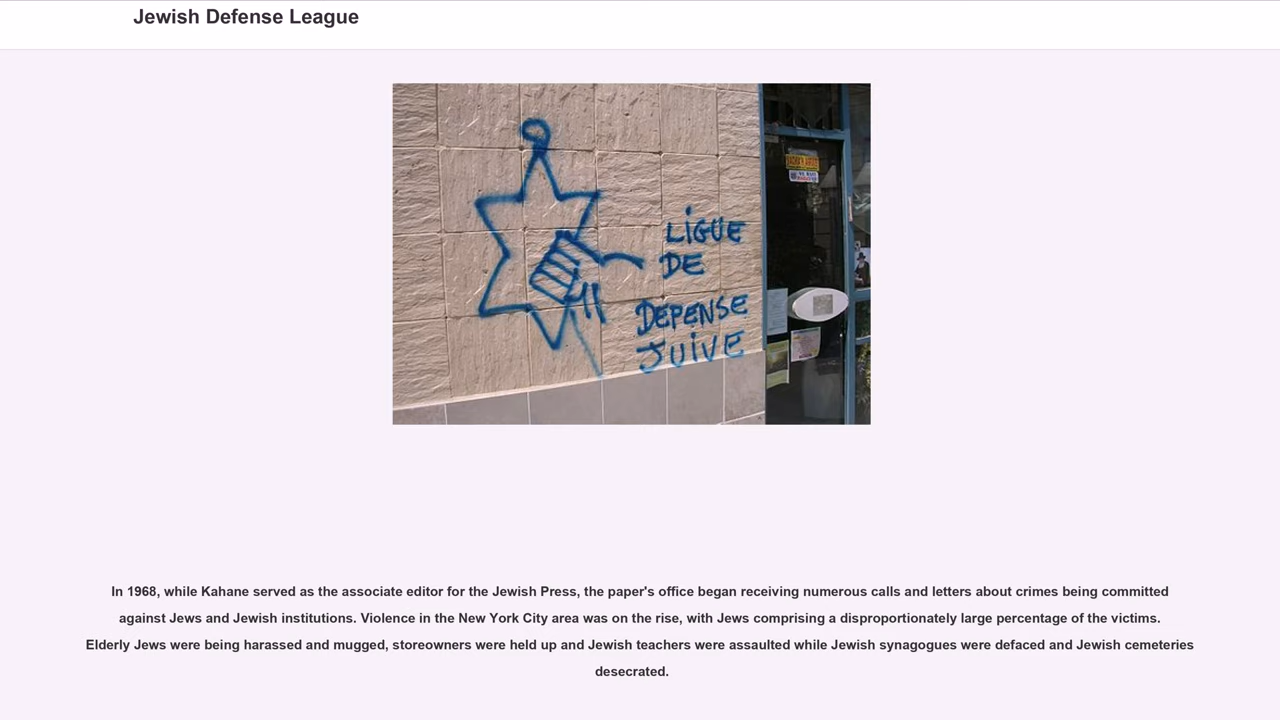 Jewish Defense League
LIGUE
DE
DEFENSE
JUIVE
In 1968, while Kahane served as the associate editor for the Jewish Press, the paper's office began receiving numerous calls and letters about crimes being committed
against Jews and Jewish institutions. Violence in the New York City area was on the rise, with Jews comprising a disproportionately large percentage of the victims.
Elderly Jews were being harassed and mugged, storeowners were held up and Jewish teachers were assaulted while Jewish synagogues were defaced and Jewish cemeteries
desecrated.